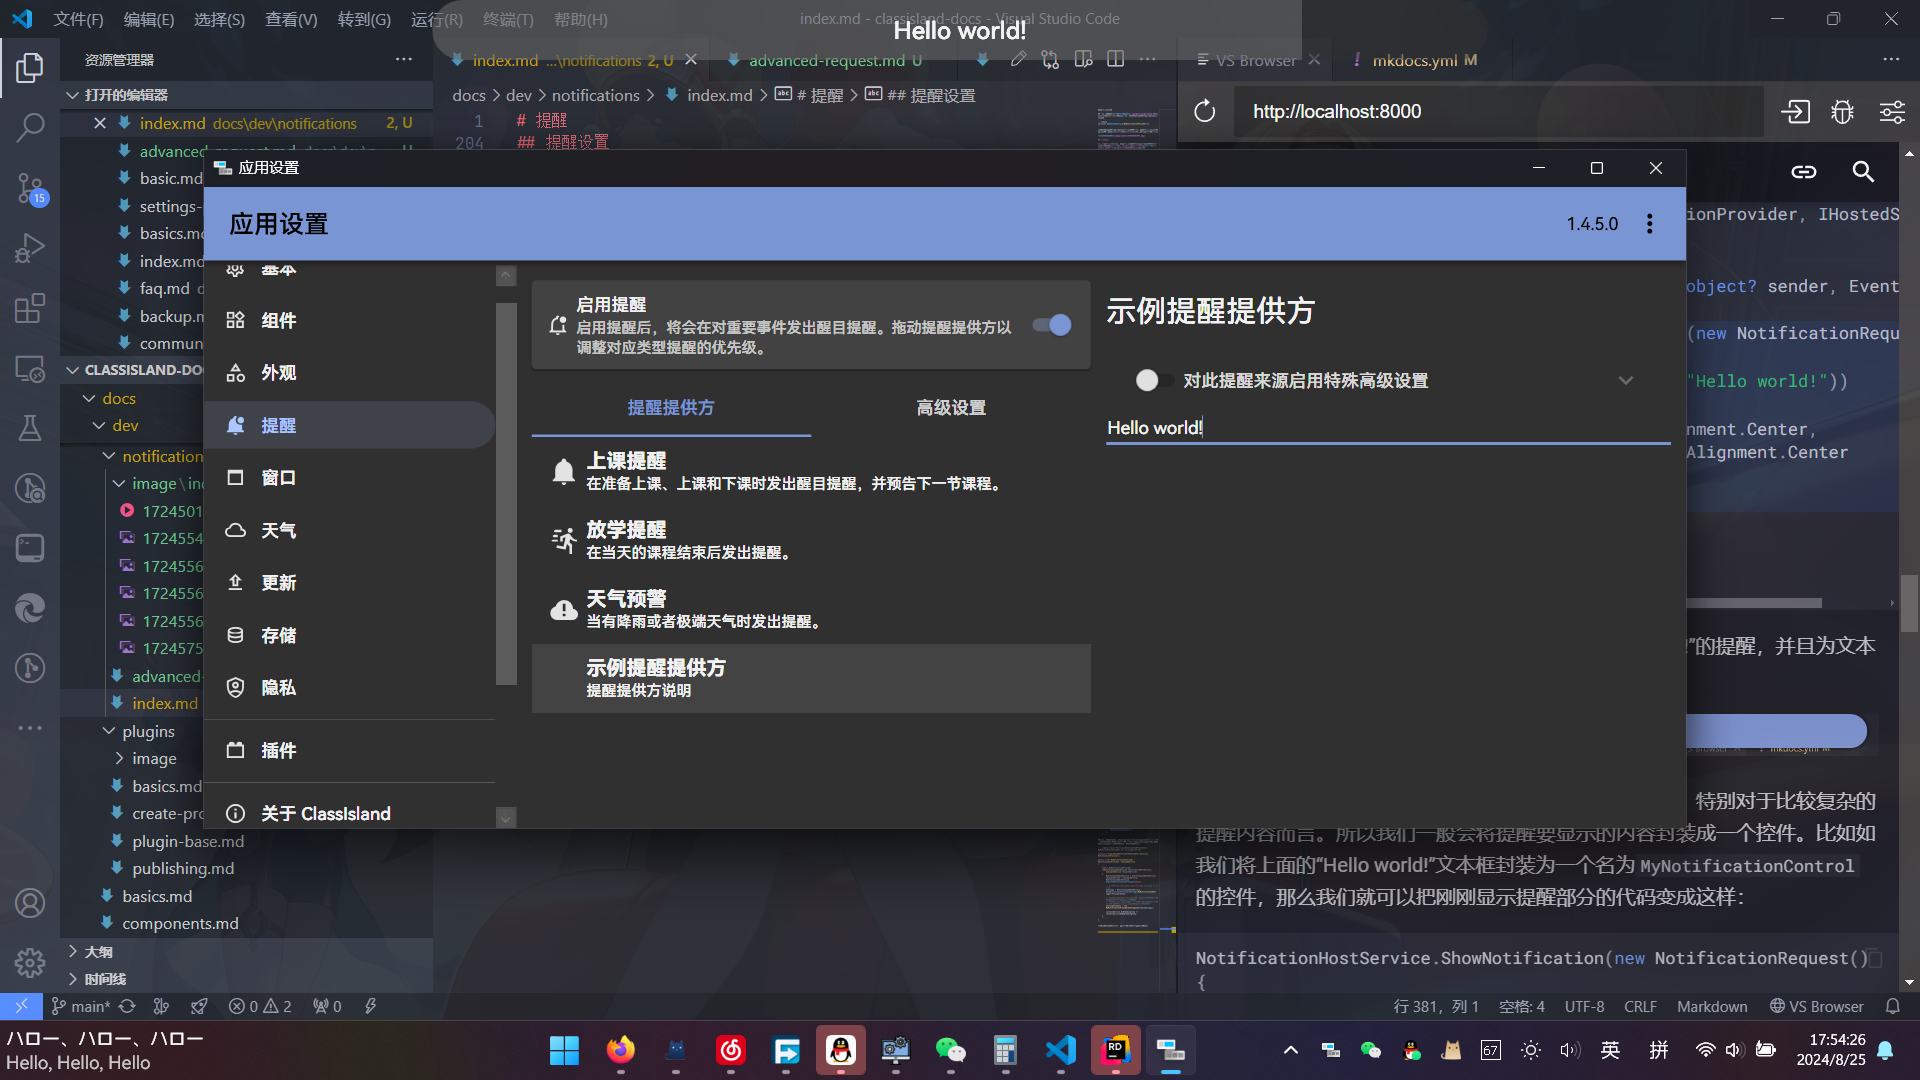 文件(F) 编辑(E) 选择(S) 查看(V) 转到(G) 运行(R) 终端(T) 帮助(H)
index.md - classisland-docs - Visual Studio Code
Hello world!
资源管理器
打开的编辑器
index.md docs\dev\notifications 2, U
advanced-request.md
basic.md
settings-
basics.md
index.md
faq.md
backup.m
commun
CLASSISLAND-DOC
docs
dev
notification
image\in
1724501
1724554
1724556
1724556
1724556
1724575
advanced-
index.md
plugins
image
basics.md
create-pro
plugin-base.md
publishing.md
basics.md
components.md
大纲
时间线
index.md ...\notifications 2, U
advanced-request.md U
docs > dev > notifications > index.md > # 提醒 > ## 提醒设置
1 # 提醒
204 ## 提醒设置
VS Browser
mkdocs.yml M
http://localhost:8000
应用设置
应用设置
1.4.5.0
基本
组件
外观
提醒
窗口
天气
更新
存储
隐私
插件
关于 ClassIsland
启用提醒
启用提醒后，将会在对重要事件发出醒目提醒。拖动提醒提供方以
调整对应类型提醒的优先级。
提醒提供方 高级设置
上课提醒
在准备上课、上课和下课时发出醒目提醒，并预告下一节课程。
放学提醒
在当天的课程结束后发出提醒。
天气预警
当有降雨或者极端天气时发出提醒。
示例提醒提供方
提醒提供方说明
示例提醒提供方
对此提醒来源启用特殊高级设置
Hello world!
ionProvider, IHostedS
object? sender, Event
(new NotificationRequ
"Hello world!"))
nment.Center,
Alignment.Center
!”的提醒，并且为文本
特别对于比较复杂的
提醒内容而言。所以我们一般会将提醒要显示的内容封装成一个控件。比如如
我们将上面的“Hello world!”文本框封装为一个名为 MyNotificationControl
的控件，那么我们就可以把刚刚显示提醒部分的代码变成这样：
NotificationHostService.ShowNotification(new NotificationRequest()
{
main* 0 2 0
行 381，列 1 空格: 4 UTF-8 CRLF Markdown VS Browser
ハロー、ハロー、ハロー
Hello, Hello, Hello
15
RD
67
英
拼
17:54:26
2024/8/25